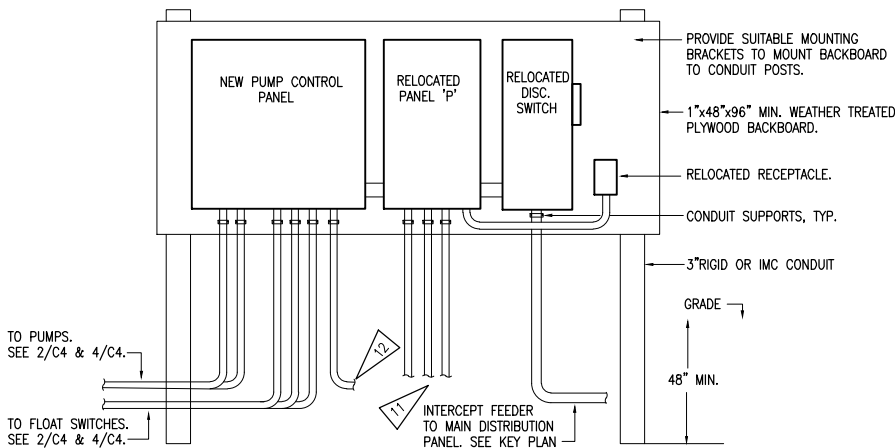 NEW PUMP CONTROL
PANEL
RELOCATED
PANEL 'P'
RELOCATED
DISC.
SWITCH
PROVIDE SUITABLE MOUNTING
BRACKETS TO MOUNT BACKBOARD
TO CONDUIT POSTS.
1"x48"x96" MIN. WEATHER TREATED
PLYWOOD BACKBOARD.
RELOCATED RECEPTACLE.
CONDUIT SUPPORTS, TYP.
3"RIGID OR IMC CONDUIT
GRADE
48" MIN.
TO PUMPS.
SEE 2/C4 & 4/C4.
TO FLOAT SWITCHES.
SEE 2/C4 & 4/C4.
12
11
INTERCEPT FEEDER
TO MAIN DISTRIBUTION
PANEL. SEE KEY PLAN